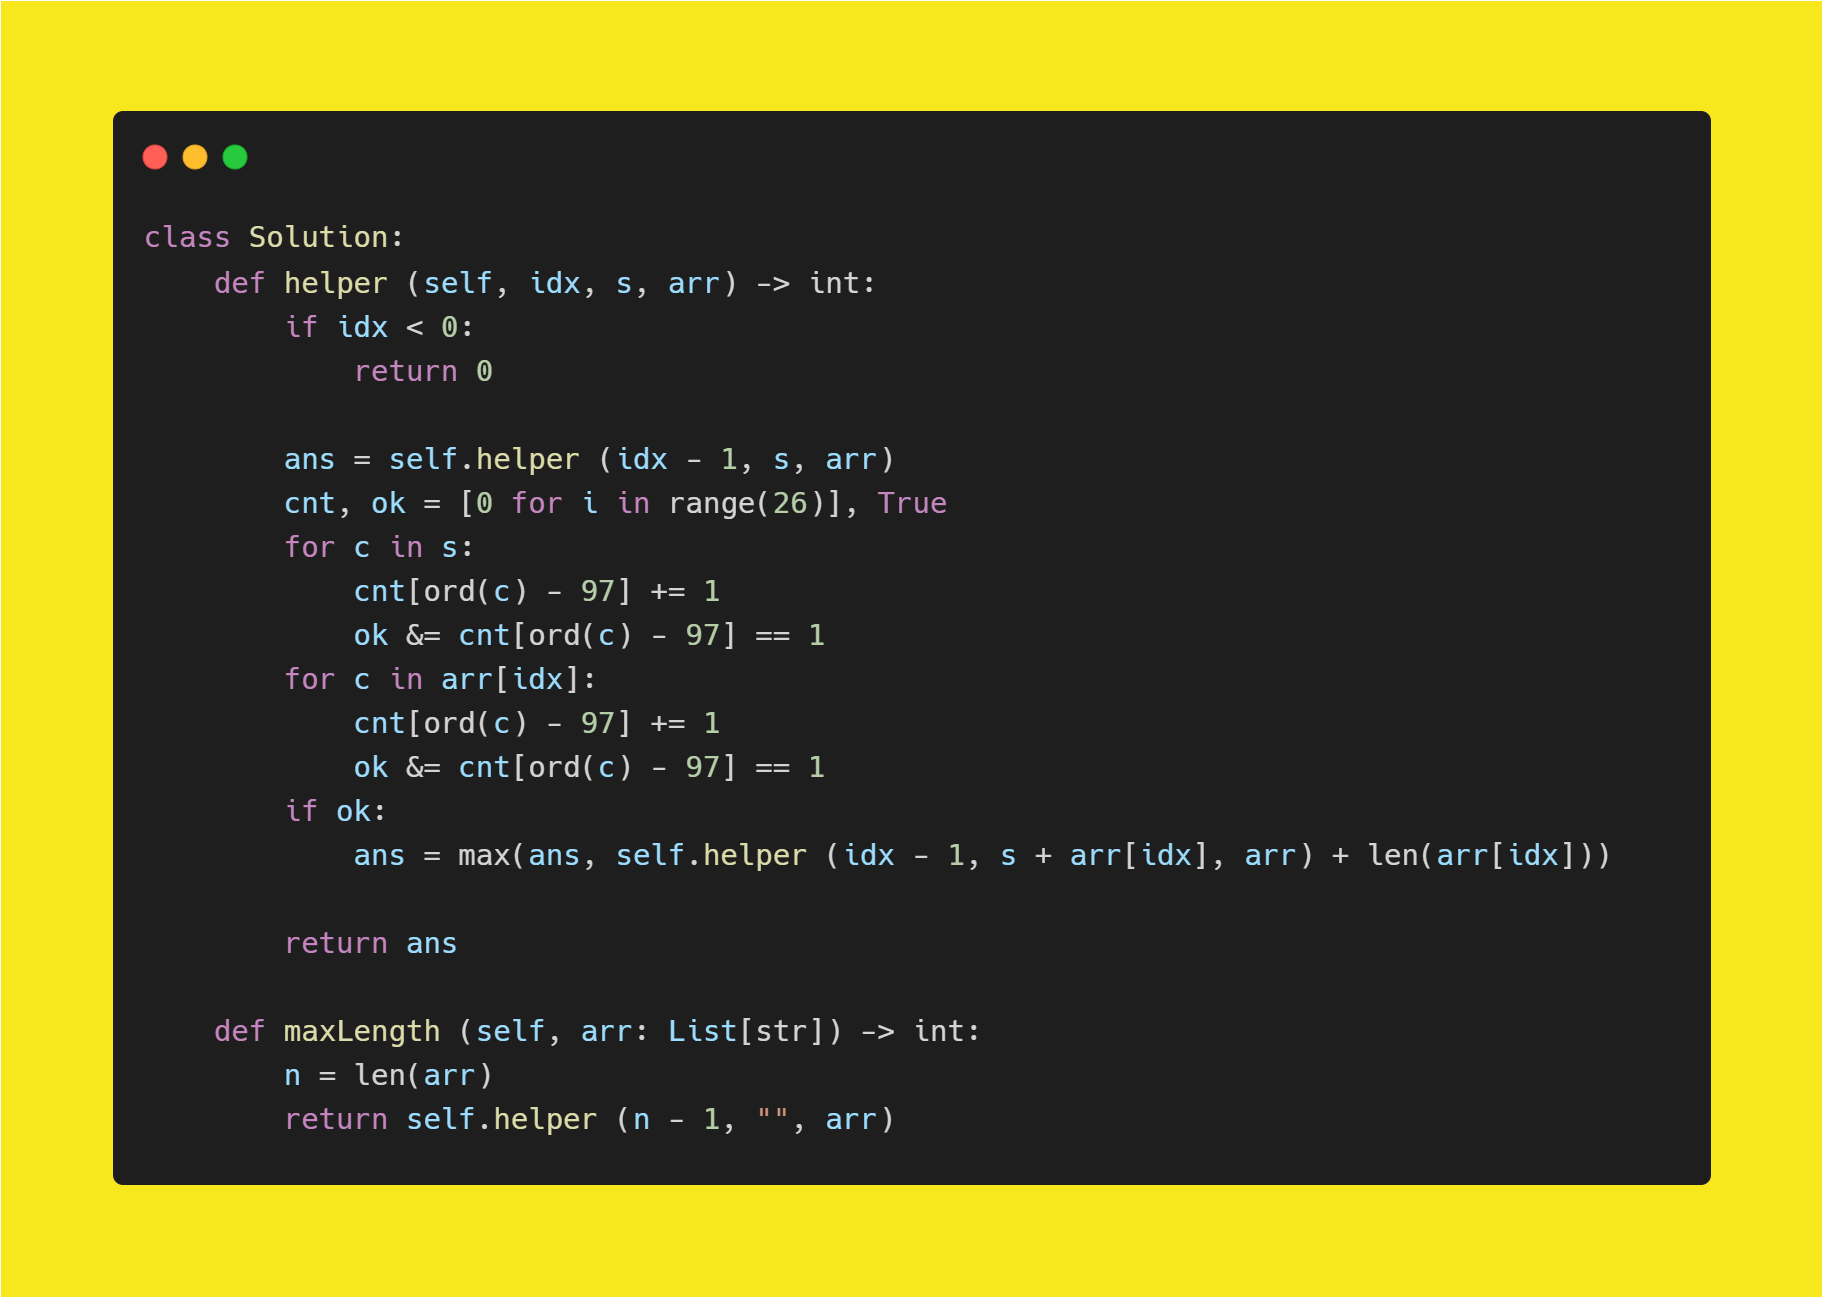 class Solution:
    def helper (self, idx, s, arr) -> int:
        if idx < 0:
            return 0

        ans = self.helper (idx - 1, s, arr)
        cnt, ok = [0 for i in range(26)], True
        for c in s:
            cnt[ord(c) - 97] += 1
            ok &= cnt[ord(c) - 97] == 1
        for c in arr[idx]:
            cnt[ord(c) - 97] += 1
            ok &= cnt[ord(c) - 97] == 1
        if ok:
            ans = max(ans, self.helper (idx - 1, s + arr[idx], arr) + len(arr[idx]))

        return ans

    def maxLength (self, arr: List[str]) -> int:
        n = len(arr)
        return self.helper (n - 1, "", arr)